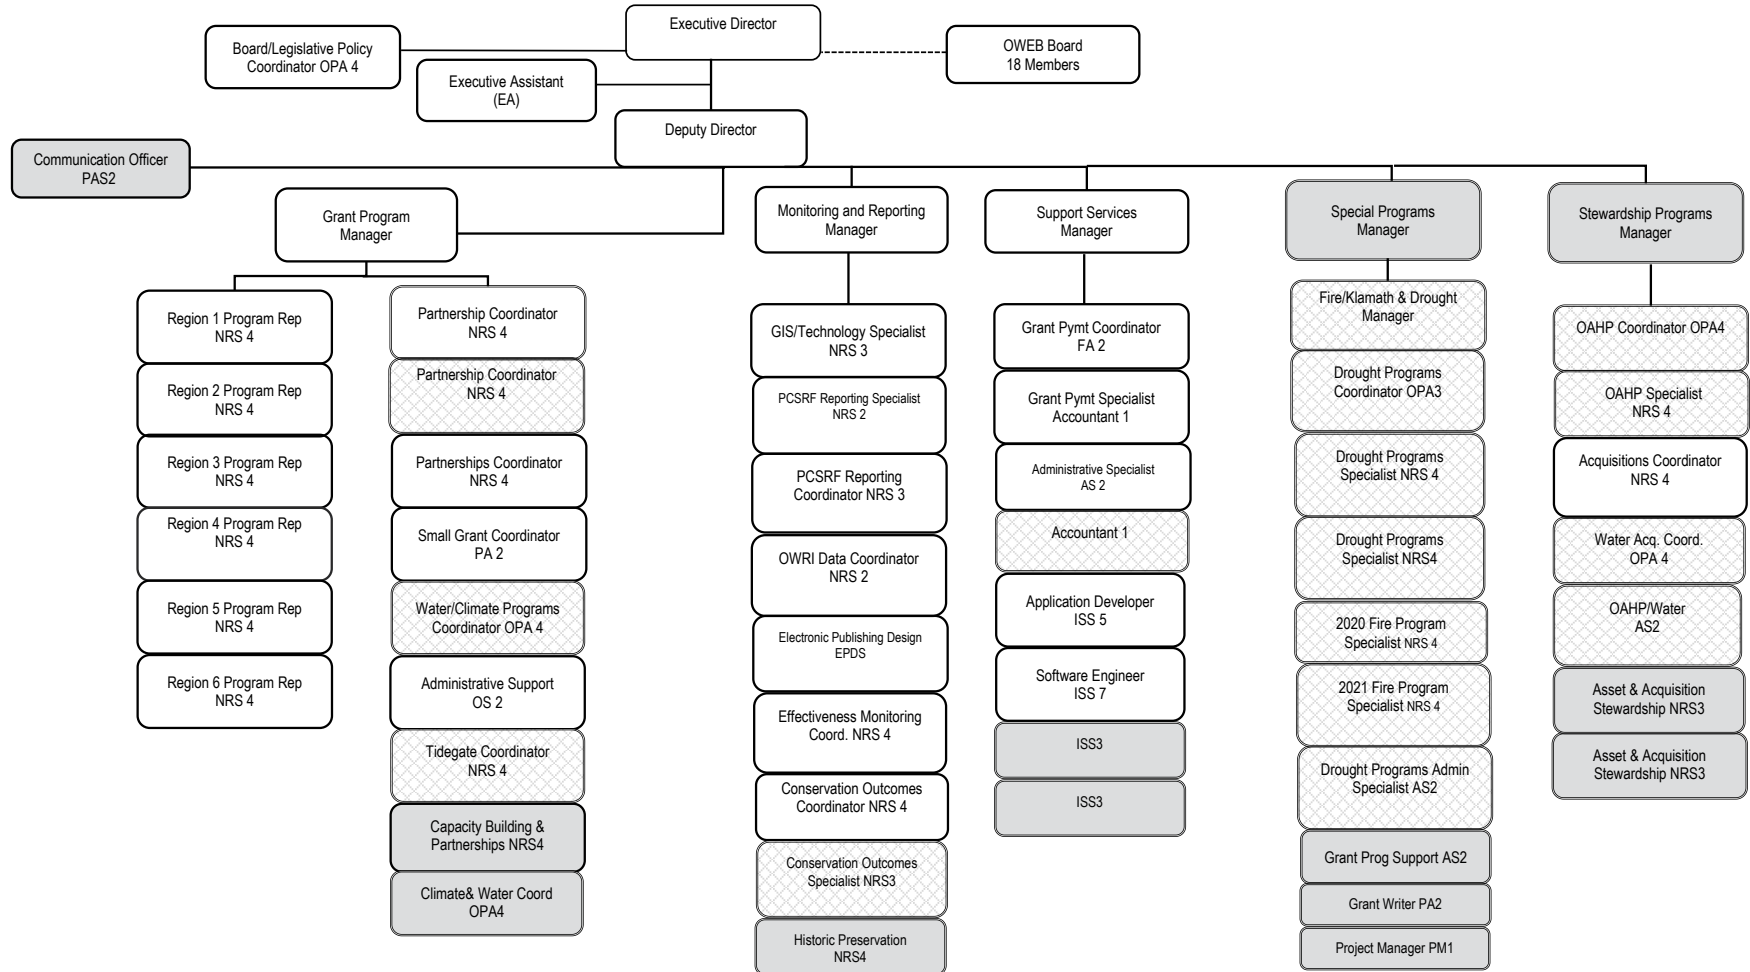 Executive Director
Board/Legislative Policy
Coordinator OPA 4
OWEB Board
18 Members
Executive Assistant
(EA)
Deputy Director
Communication Officer
PAS2
Grant Program
Manager
Monitoring and Reporting
Manager
Support Services
Manager
Special Programs
Manager
Stewardship Programs
Manager
Region 1 Program Rep
NRS 4
Region 2 Program Rep
NRS 4
Region 3 Program Rep
NRS 4
Region 4 Program Rep
NRS 4
Region 5 Program Rep
NRS 4
Region 6 Program Rep
NRS 4
Partnership Coordinator
NRS 4
Partnership Coordinator
NRS 4
Partnerships Coordinator
NRS 4
Small Grant Coordinator
PA 2
Water/Climate Programs
Coordinator OPA 4
Administrative Support
OS 2
Tidegate Coordinator
NRS 4
Capacity Building &
Partnerships NRS4
Climate& Water Coord
OPA4
GIS/Technology Specialist
NRS 3
PCSRF Reporting Specialist
NRS 2
PCSRF Reporting
Coordinator NRS 3
OWRI Data Coordinator
NRS 2
Electronic Publishing Design
EPDS
Effectiveness Monitoring
Coord. NRS 4
Conservation Outcomes
Coordinator NRS 4
Conservation Outcomes
Specialist NRS3
Historic Preservation
NRS4
Grant Pymt Coordinator
FA 2
Grant Pymt Specialist
Accountant 1
Administrative Specialist
AS 2
Accountant 1
Application Developer
ISS 5
Software Engineer
ISS 7
ISS3
ISS3
Fire/Klamath & Drought
Manager
Drought Programs
Coordinator OPA3
Drought Programs
Specialist NRS 4
Drought Programs
Specialist NRS4
2020 Fire Program
Specialist NRS 4
2021 Fire Program
Specialist NRS 4
Drought Programs Admin
Specialist AS2
Grant Prog Support AS2
Grant Writer PA2
Project Manager PM1
OAHP Coordinator OPA4
OAHP Specialist
NRS 4
Acquisitions Coordinator
NRS 4
Water Acq. Coord.
OPA 4
OAHP/Water
AS2
Asset & Acquisition
Stewardship NRS3
Asset & Acquisition
Stewardship NRS3